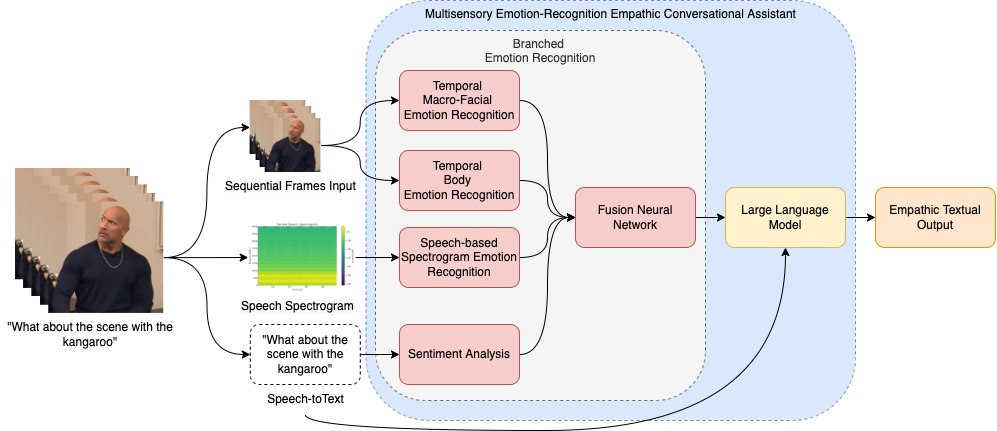 Multisensory Emotion-Recognition Empathic Conversational Assistant
Branched
Emotion Recognition
Temporal
Macro-Facial
Emotion Recognition
Sequential Frames Input
Temporal
Body
Emotion Recognition
Fusion Neural
Network
Large Language
Model
Empathic Textual
Output
Speech-based
Spectrogram Emotion
Recognition
Speech Spectrogram
"What about the scene with the
kangaroo"
"What about the
scene with the
kangaroo"
Sentiment Analysis
Speech-toText